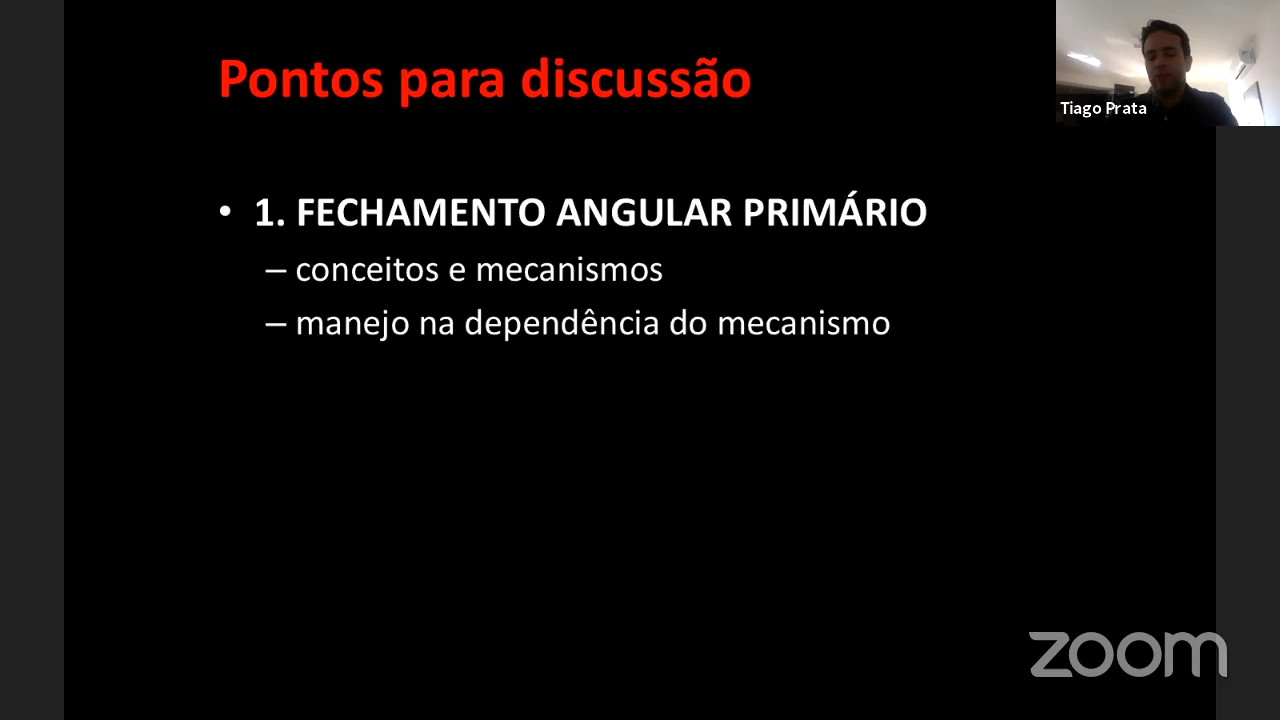 Pontos para discussão
Tiago Prata
• 1. FECHAMENTO ANGULAR PRIMÁRIO
– conceitos e mecanismos
– manejo na dependência do mecanismo
zoom